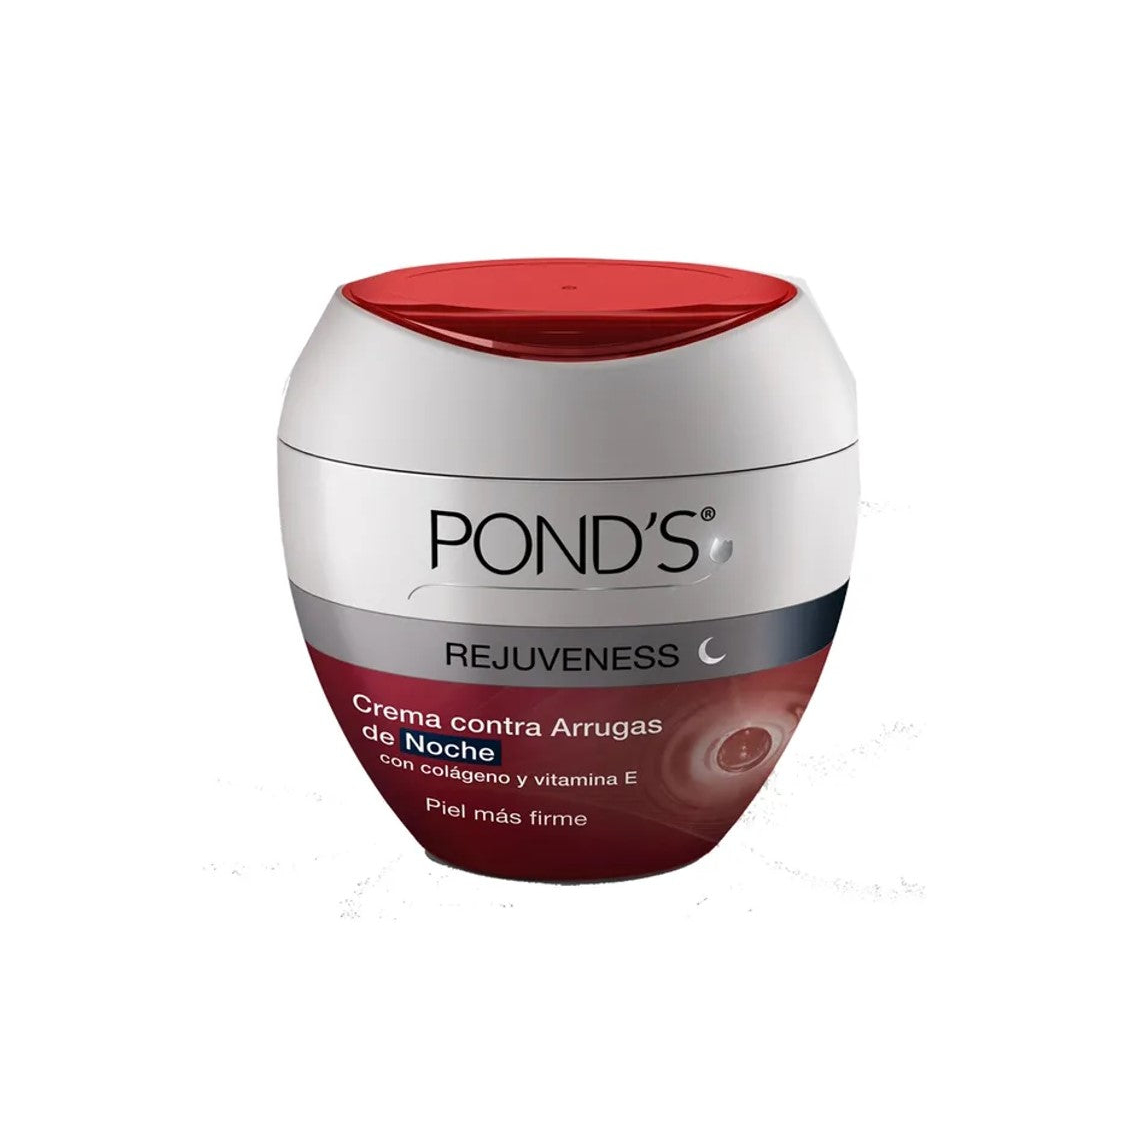 POND'S®
REJUVENESS
Crema contra Arrugas
de Noche
con colágeno y vitamina E
Piel más firme